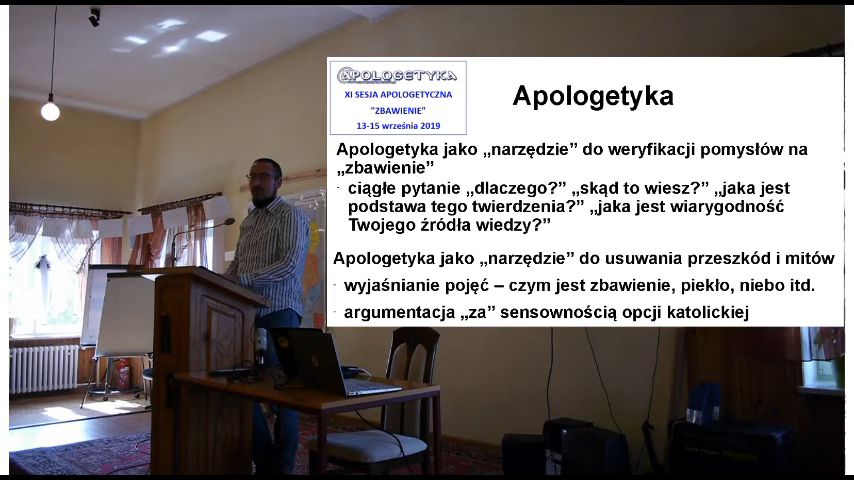 APOLOGETYKA
XI SESJA APOLOGETYCZNA
"ZBAWIENIE"
13-15 września 2019
Apologetyka
Apologetyka jako „narzędzie” do weryfikacji pomysłów na
„zbawienie”
· ciągłe pytanie „dlaczego?” „skąd to wiesz?” „jaka jest
podstawa tego twierdzenia?” „jaka jest wiarygodność
Twojego źródła wiedzy?”
Apologetyka jako „narzędzie” do usuwania przeszkód i mitów
· wyjaśnianie pojęć – czym jest zbawienie, piekło, niebo itd.
· argumentacja „za” sensownością opcji katolickiej